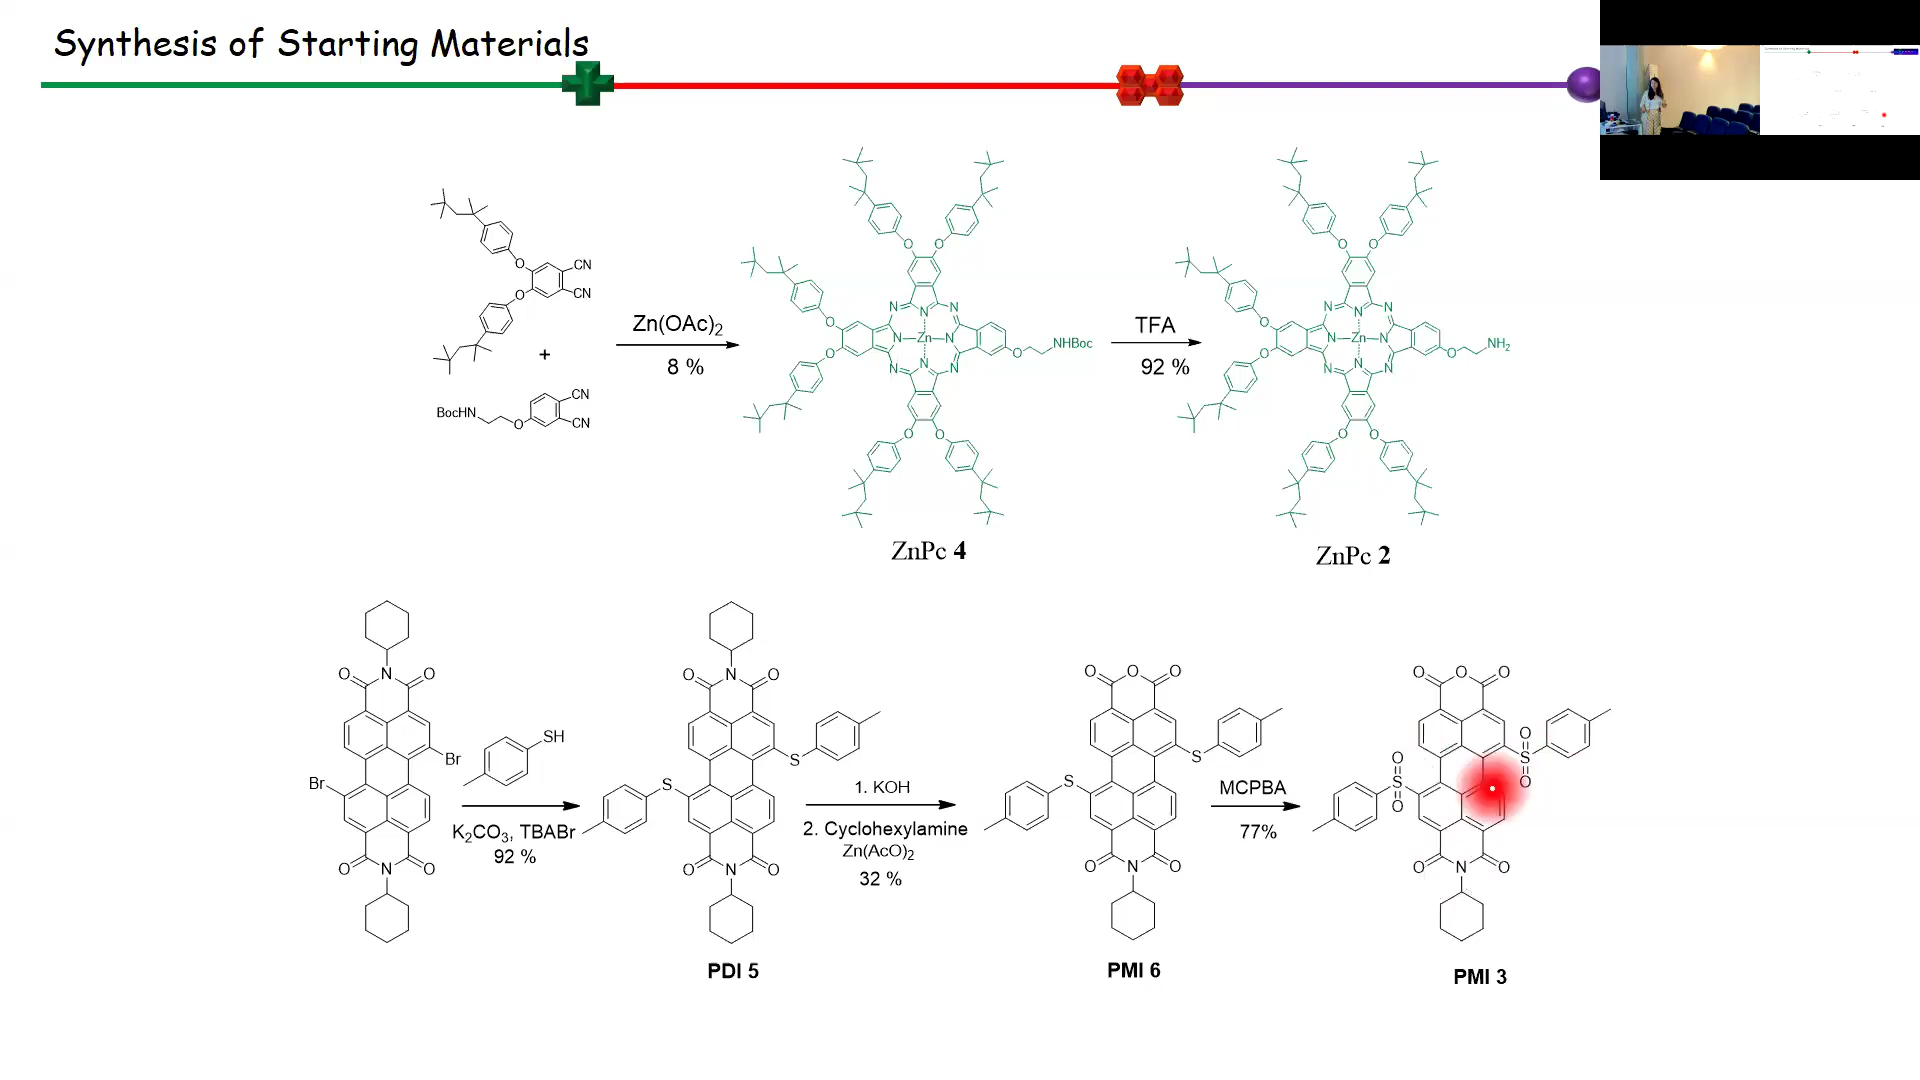 Synthesis of Starting Materials
CN
CN
O
O
+
BocHN
O
CN
CN
Zn(OAc)2
8 %
O
O
O
O
O
O
N
N
N
N
N
N
N
N
Zn
O
NHBoc
ZnPc 4
TFA
92 %
O
O
O
O
O
O
N
N
N
N
N
N
N
N
Zn
O
NH2
ZnPc 2
O
N
O
Br
Br
O
N
O
SH
K2CO3, TBABr
92 %
O
N
O
S
S
O
N
O
PDI 5
1. KOH
2. Cyclohexylamine
Zn(AcO)2
32 %
O
O
O
S
S
O
N
O
PMI 6
MCPBA
77%
O
O
O
O
S
O
O
S
O
O
N
O
PMI 3